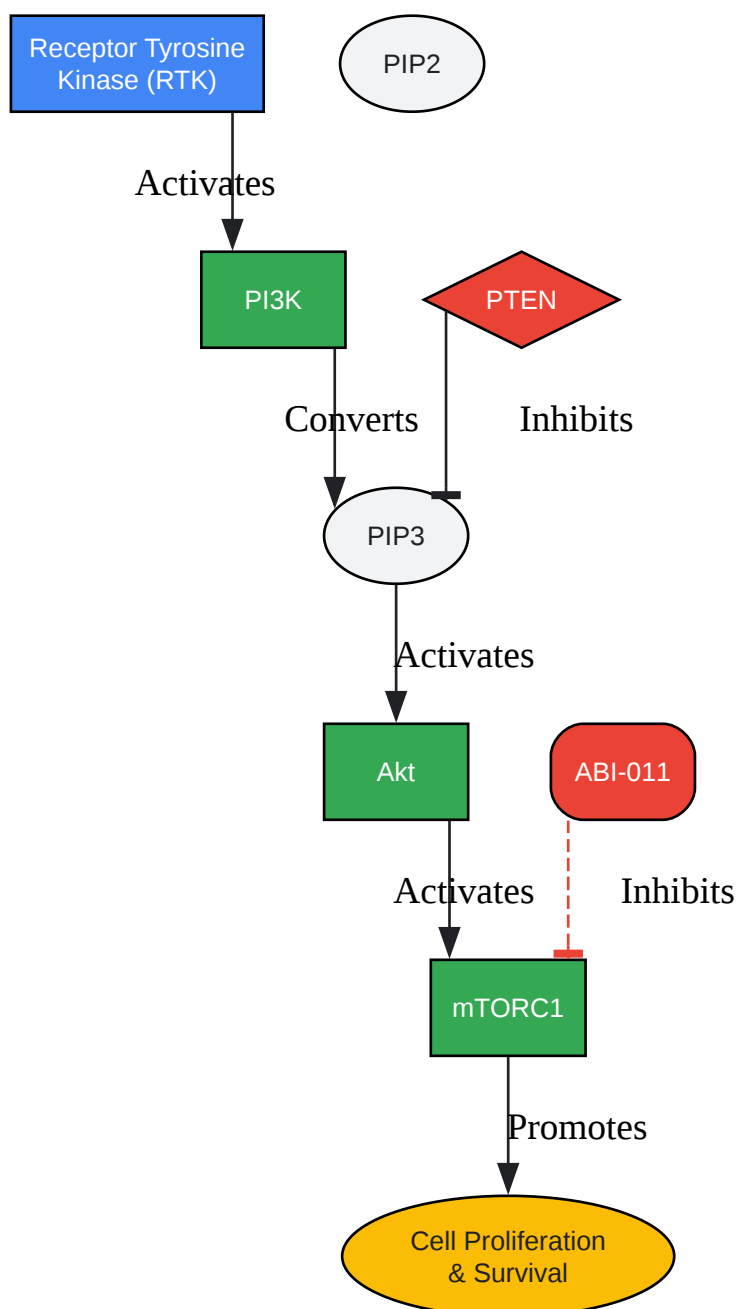 Receptor Tyrosine
Kinase (RTK)
PIP2
Activates
PI3K
PTEN
Converts
Inhibits
PIP3
Activates
Akt
ABI-011
Activates
Inhibits
mTORC1
Promotes
Cell Proliferation
& Survival